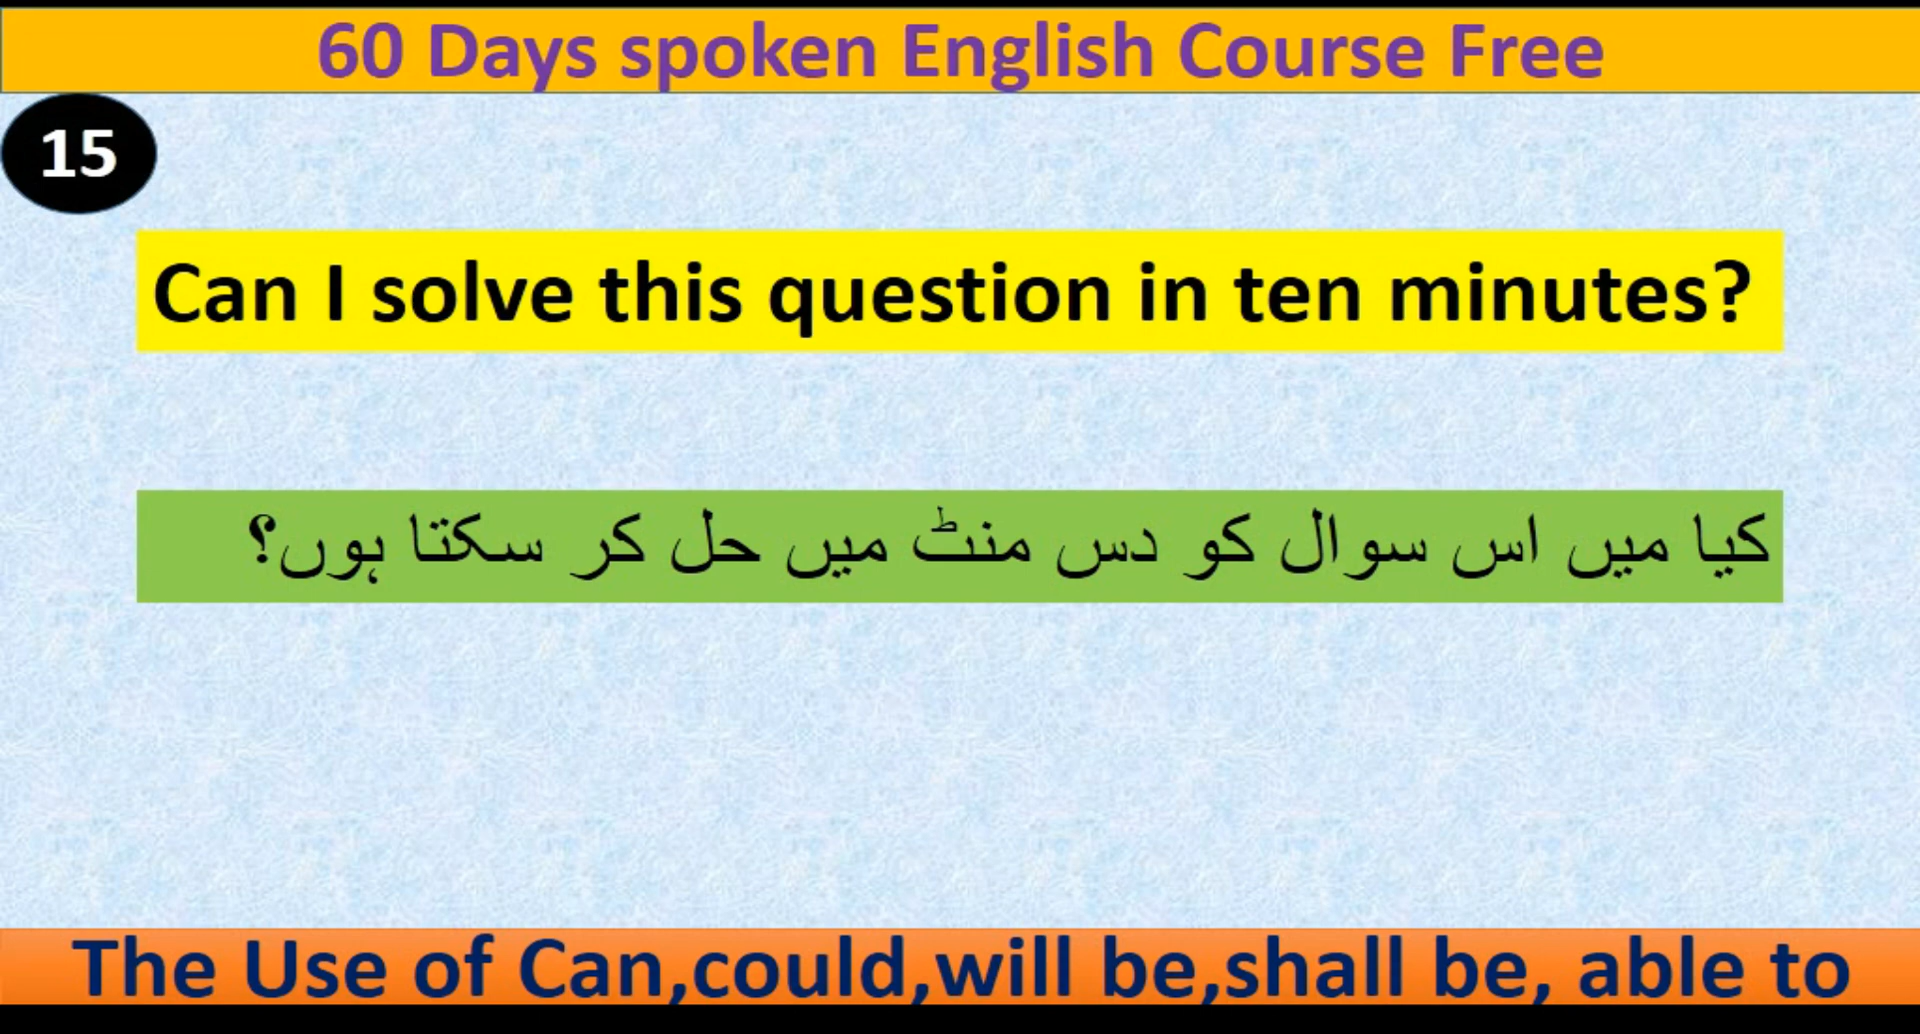 60 Days spoken English Course Free
15
Can I solve this question in ten minutes?
کیا میں اس سوال کو دس منٹ میں حل کر سکتا ہوں؟
The Use of Can,could,will be,shall be, able to